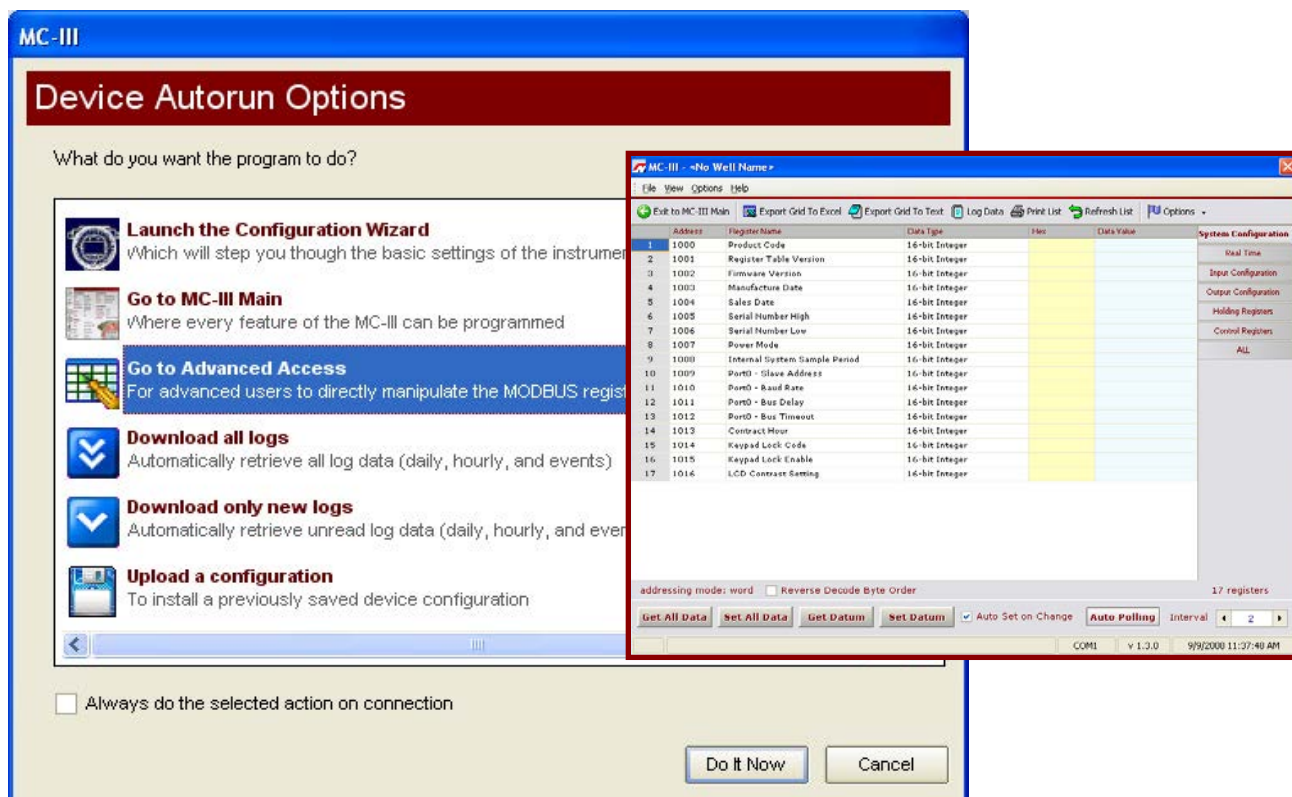 MC-III
Device Autorun Options
What do you want the program to do?
Launch the Configuration Wizard
Which will step you though the basic settings of the instrumen
Go to MC-III Main
Where every feature of the MC-III can be programmed
Go to Advanced Access
For advanced users to directly manipulate the MODBUS regist
Download all logs
Automatically retrieve all log data (daily, hourly, and events)
Download only new logs
Automatically retrieve unread log data (daily, hourly, and even
Upload a configuration
To install a previously saved device configuration
Always do the selected action on connection
Do It Now Cancel
MC-III - <No Well Name>
File View Options Help
Exit to MC-III Main Export Grid To Excel Export Grid To Text Log Data Print List Refresh List Options
Address Register Name Data Type Hex Data Value
1 1000 Product Code 16-bit Integer
2 1001 Register Table Version 16-bit Integer
3 1002 Firmware Version 16-bit Integer
4 1003 Manufacture Date 16-bit Integer
5 1004 Sales Date 16-bit Integer
6 1005 Serial Number High 16-bit Integer
7 1006 Serial Number Low 16-bit Integer
8 1007 Power Mode 16-bit Integer
9 1008 Internal System Sample Period 16-bit Integer
10 1009 Port0 - Slave Address 16-bit Integer
11 1010 Port0 - Baud Rate 16-bit Integer
12 1011 Port0 - Bus Delay 16-bit Integer
13 1012 Port0 - Bus Timeout 16-bit Integer
14 1013 Contract Hour 16-bit Integer
15 1014 Keypad Lock Code 16-bit Integer
16 1015 Keypad Lock Enable 16-bit Integer
17 1016 LCD Contrast Setting 16-bit Integer
System Configuration
Real Time
Input Configuration
Output Configuration
Holding Registers
Control Registers
ALL
addressing mode: word Reverse Decode Byte Order 17 registers
Get All Data Set All Data Get Datum Set Datum Auto Set on Change Auto Polling Interval 2
COM1 v 1.3.0 9/9/2008 11:37:48 AM